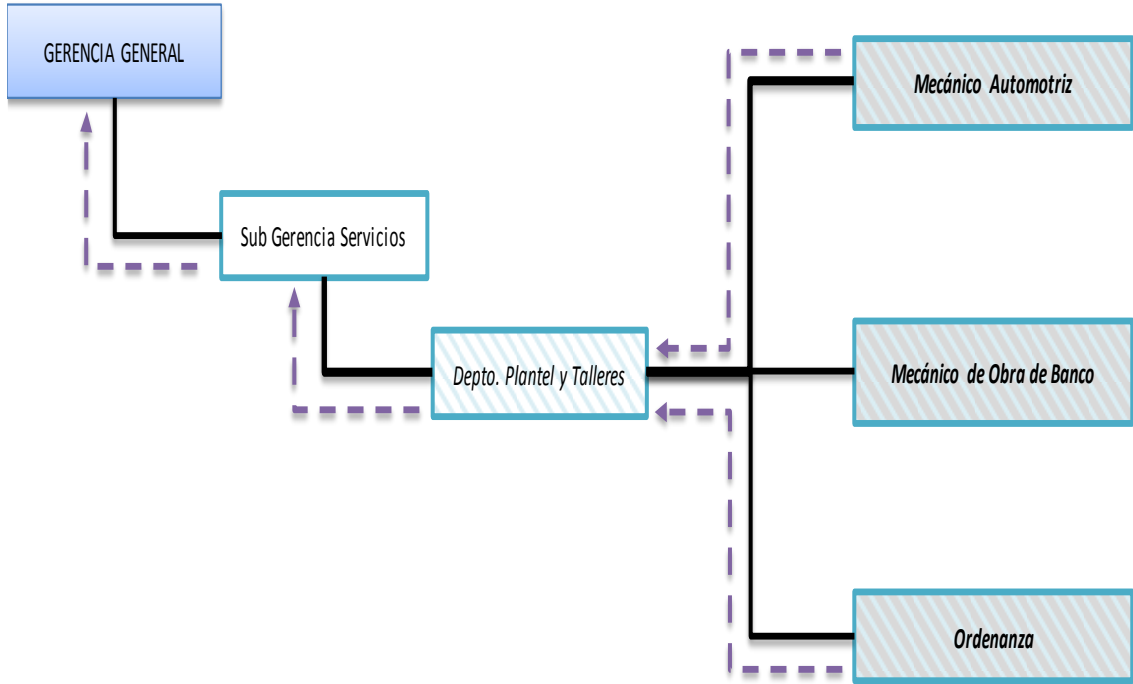 GERENCIA GENERAL
Sub Gerencia Servicios
Depto. Plantel y Talleres
Mecánico Automotriz
Mecánico de Obra de Banco
Ordenanza